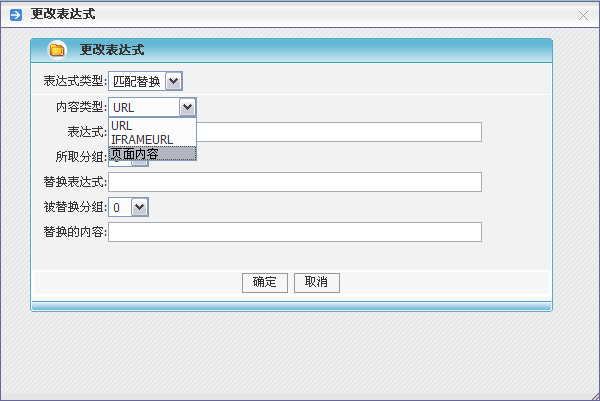 更改表达式
更改表达式
表达式类型: 匹配替换
内容类型: URL
URL
IFRAMEURL
表达式:
页面内容
所取分组:
替换表达式:
被替换分组: 0
替换的内容:
确定 取消